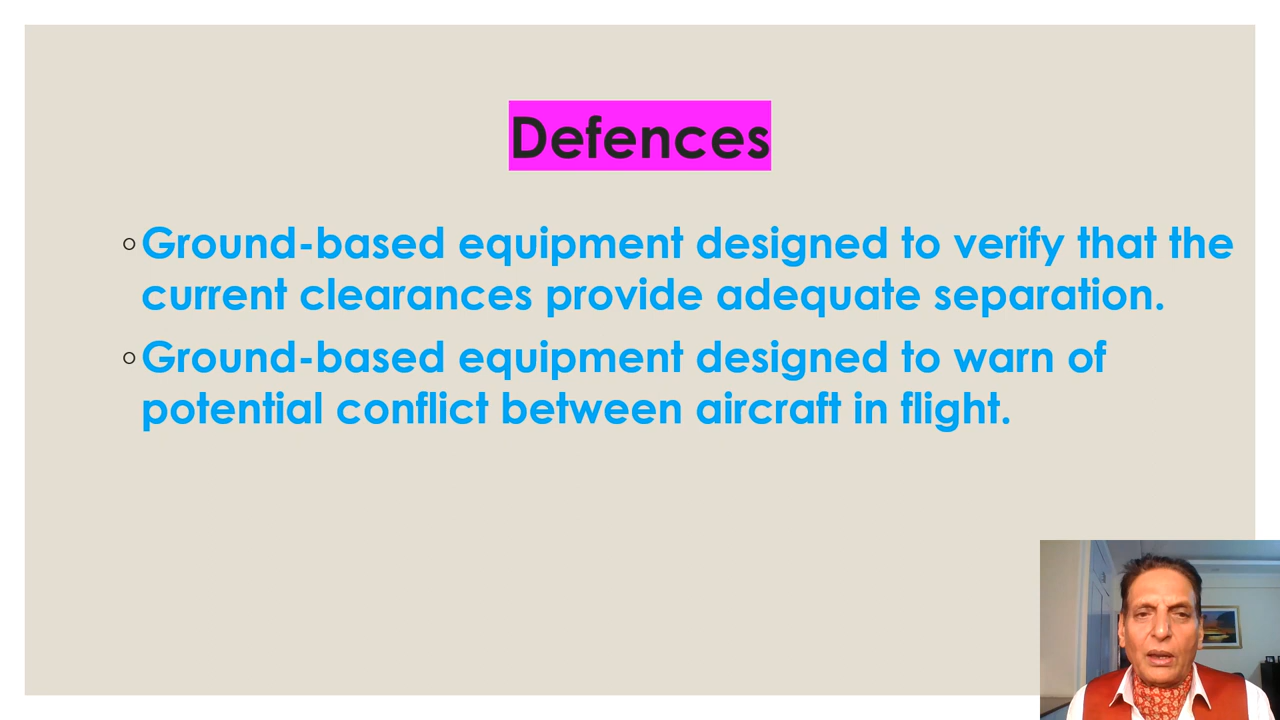 Defences
◦Ground-based equipment designed to verify that the
current clearances provide adequate separation.
◦Ground-based equipment designed to warn of
potential conflict between aircraft in flight.